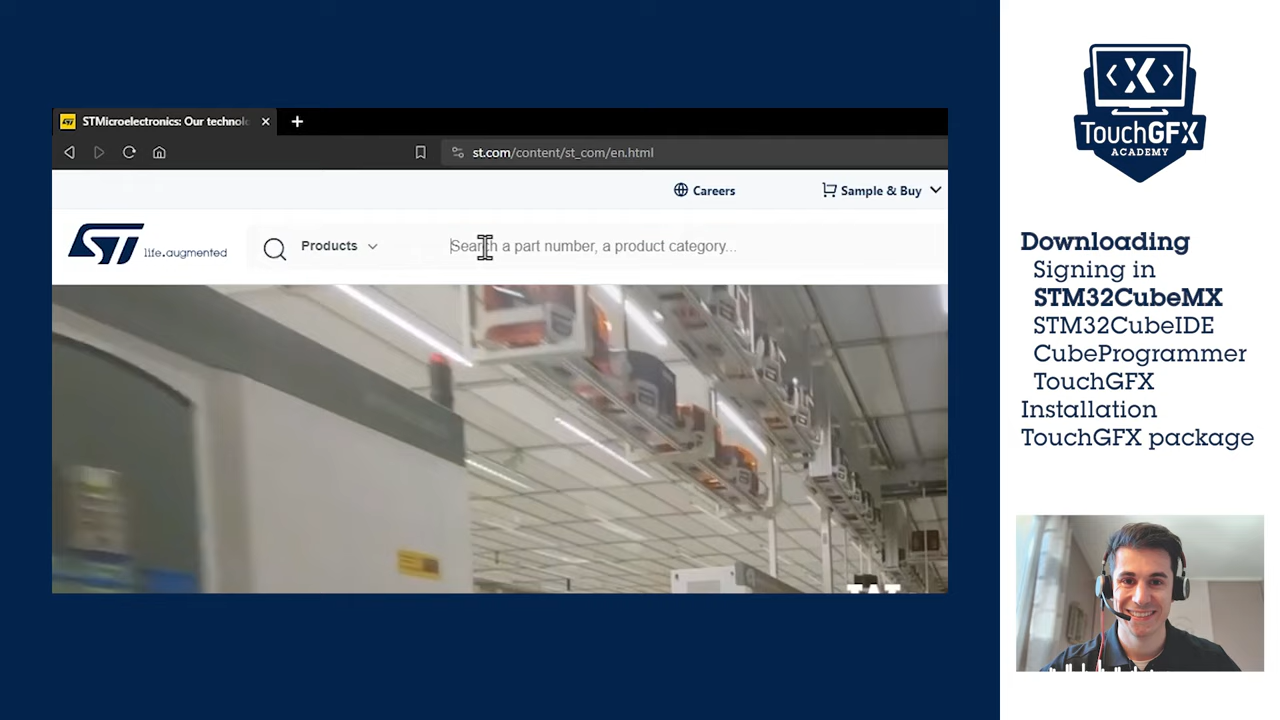 STMicroelectronics: Our technolo
st.com/content/st_com/en.html
Careers
Sample & Buy
ST life.augmented
Products
Search a part number, a product category...
TouchGFX
ACADEMY
Downloading
Signing in
STM32CubeMX
STM32CubeIDE
CubeProgrammer
TouchGFX
Installation
TouchGFX package